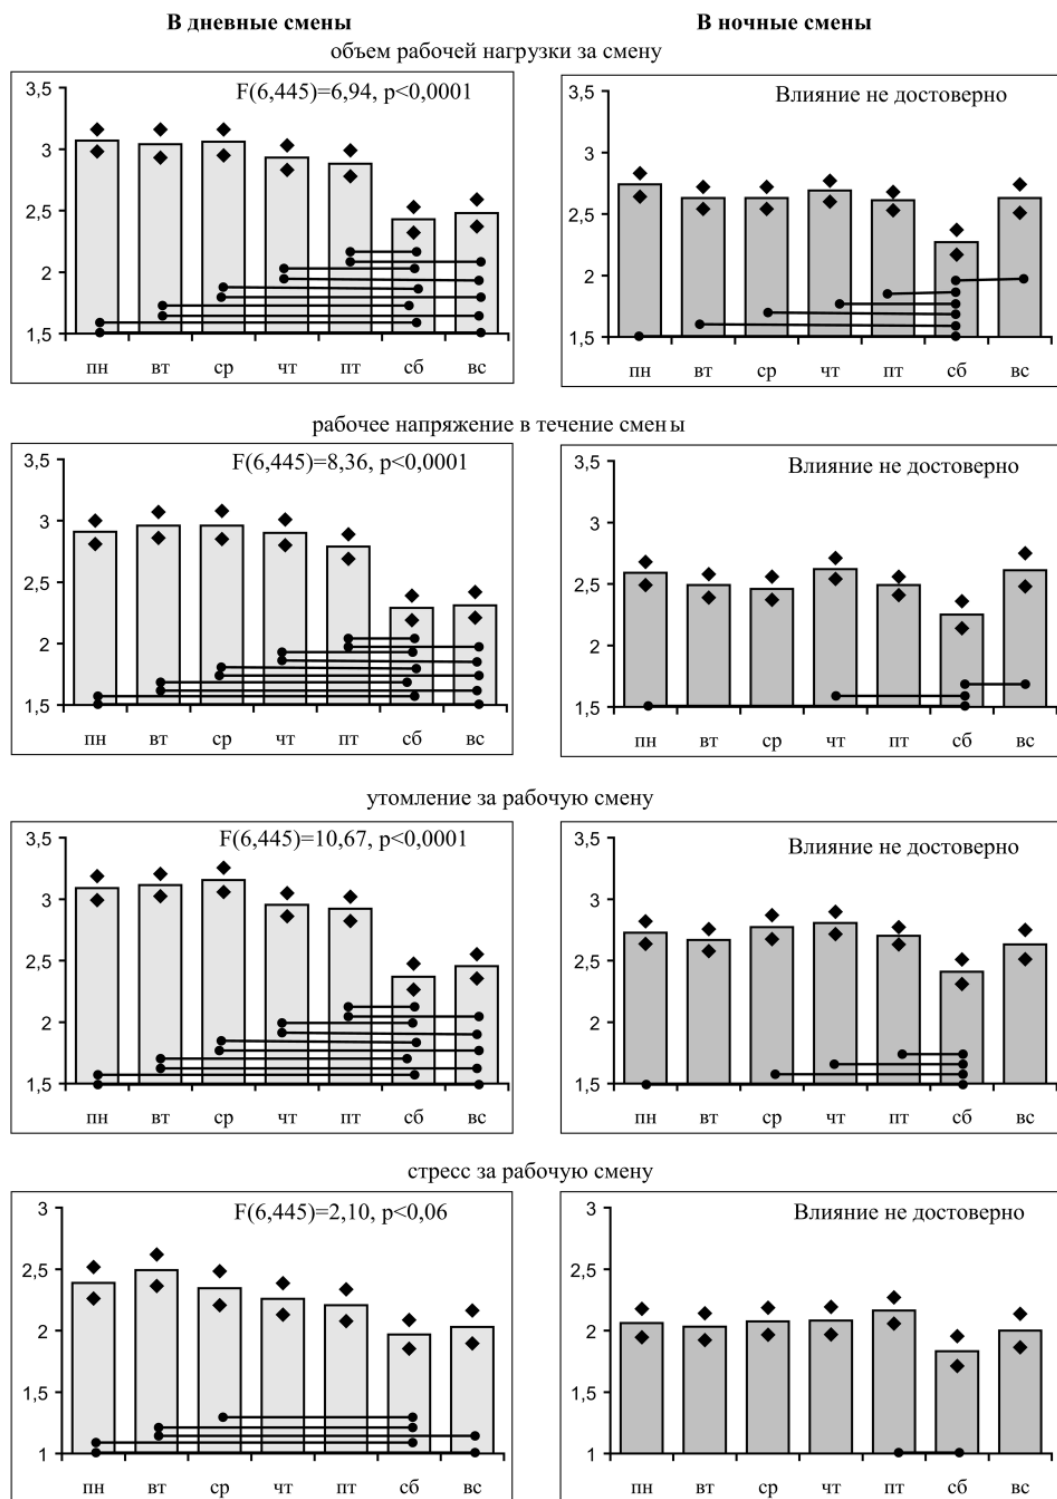 В дневные смены В ночные смены
объем рабочей нагрузки за смену
F(6,445)=6,94, p<0,0001
3,5
3
2,5
2
1,5
пн вт ср чт пт сб вс
Влияние не достоверно
3,5
3
2,5
2
1,5
пн вт ср чт пт сб вс
рабочее напряжение в течение смены
F(6,445)=8,36, p<0,0001
3,5
3
2,5
2
1,5
пн вт ср чт пт сб вс
Влияние не достоверно
3,5
3
2,5
2
1,5
пн вт ср чт пт сб вс
утомление за рабочую смену
F(6,445)=10,67, p<0,0001
3,5
3
2,5
2
1,5
пн вт ср чт пт сб вс
Влияние не достоверно
3,5
3
2,5
2
1,5
пн вт ср чт пт сб вс
стресс за рабочую смену
F(6,445)=2,10, p<0,06
3
2,5
2
1,5
1
пн вт ср чт пт сб вс
Влияние не достоверно
3
2,5
2
1,5
1
пн вт ср чт пт сб вс